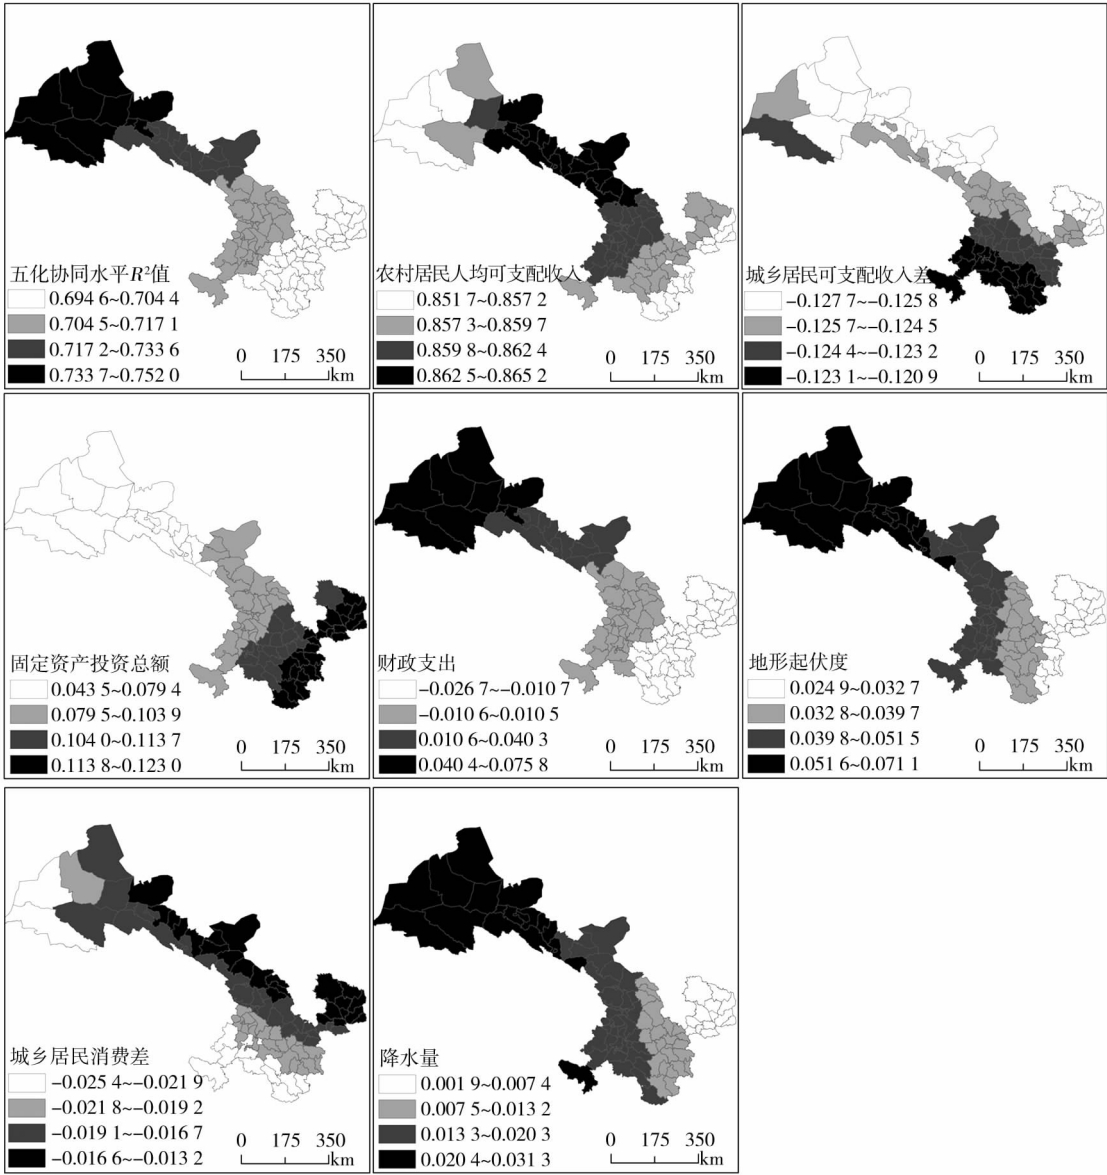 五化协同水平R²值
0.694 6~0.704 4
0.704 5~0.717 1
0.717 2~0.733 6
0.733 7~0.752 0
0 175 350
km
农村居民人均可支配收入
0.851 7~0.857 2
0.857 3~0.859 7
0.859 8~0.862 4
0.862 5~0.865 2
0 175 350
km
城乡居民可支配收入差
-0.127 7~-0.125 8
-0.125 7~-0.124 5
-0.124 4~-0.123 2
-0.123 1~-0.120 9
0 175 350
km
固定资产投资总额
0.043 5~0.079 4
0.079 5~0.103 9
0.104 0~0.113 7
0.113 8~0.123 0
0 175 350
km
财政支出
-0.026 7~-0.010 7
-0.010 6~0.010 5
0.010 6~0.040 3
0.040 4~0.075 8
0 175 350
km
地形起伏度
0.024 9~0.032 7
0.032 8~0.039 7
0.039 8~0.051 5
0.051 6~0.071 1
0 175 350
km
城乡居民消费差
-0.025 4~-0.021 9
-0.021 8~-0.019 2
-0.019 1~-0.016 7
-0.016 6~-0.013 2
0 175 350
km
降水量
0.001 9~0.007 4
0.007 5~0.013 2
0.013 3~0.020 3
0.020 4~0.031 3
0 175 350
km